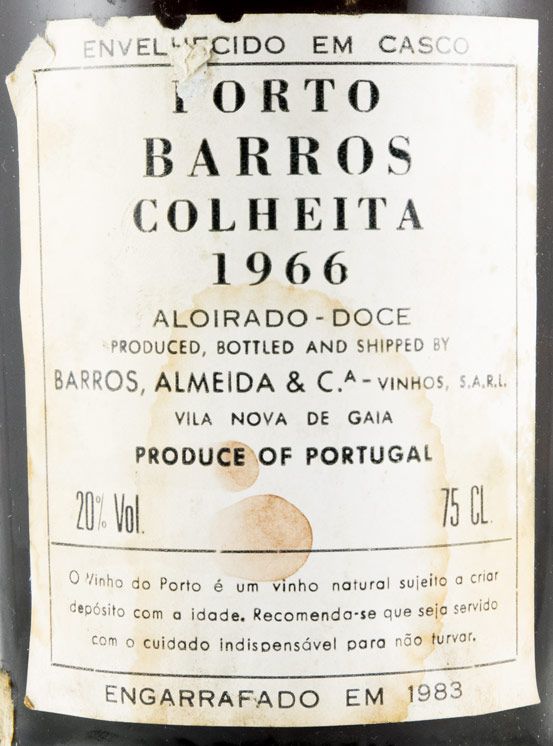 ENVELHECIDO EM CASCO
PORTO
BARROS
COLHEITA
1966
ALOIRADO - DOCE
PRODUCED, BOTTLED AND SHIPPED BY
BARROS, ALMEIDA & C.ᴬ - VINHOS, S.A.R.L.
VILA NOVA DE GAIA
PRODUCE OF PORTUGAL
20% Vol. 75 CL.
O Vinho do Porto é um vinho natural sujeito a criar
depósito com a idade. Recomenda-se que seja servido
com o cuidado indispensável para não turvar.
ENGARRAFADO EM 1983